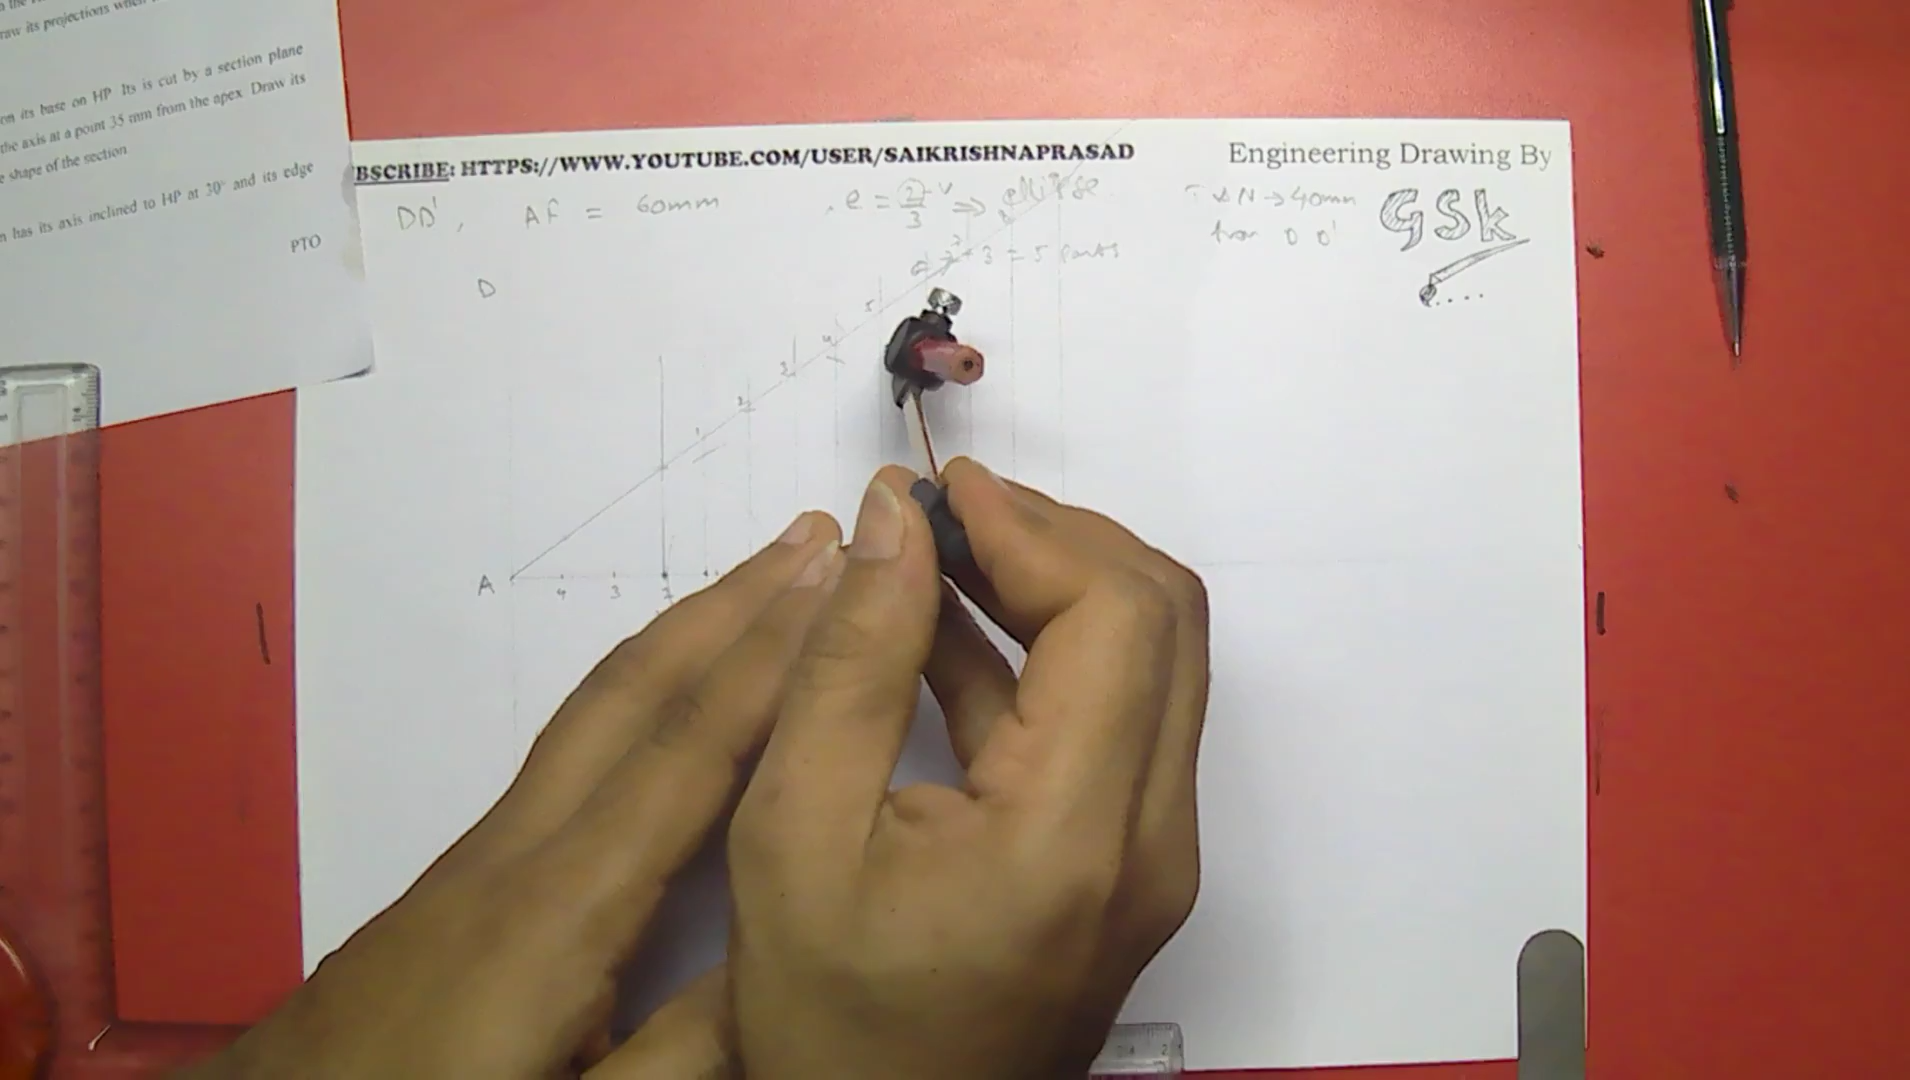 raw its projections when
on its base on HP. Its is cut by a section plane
the axis at a point 35 mm from the apex. Draw its
shape of the section
has its axis inclined to HP at 30° and its edge
PTO
BSCRIBE: HTTPS://WWW.YOUTUBE.COM/USER/SAIKRISHNAPRASAD
Engineering Drawing By
GSk
DD', AF = 60mm e = 2/3 ⇒ ellipse
N → 40mm
from D D'
+ 3 = 5 parts
D
5
4
3
2
1
A 4 3 2